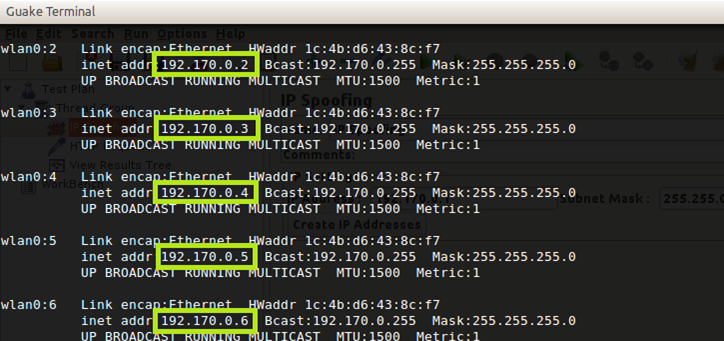 Guake Terminal
File Edit Search Run Options Help
wlan0:2 Link encap:Ethernet HWaddr 1c:4b:d6:43:8c:f7
inet addr 192.170.0.2 Bcast:192.170.0.255 Mask:255.255.255.0
UP BROADCAST RUNNING MULTICAST MTU:1500 Metric:1
Test Plan
Thread Group
IP Spoofing
wlan0:3 Link encap:Ethernet HWaddr 1c:4b:d6:43:8c:f7
inet addr 192.170.0.3 Bcast:192.170.0.255 Mask:255.255.255.0
UP BROADCAST RUNNING MULTICAST MTU:1500 Metric:1
Comments:
View Results Tree
wlan0:4 Link encap:Ethernet HWaddr 1c:4b:d6:43:8c:f7
WorkBench
inet addr 192.170.0.4 Bcast:192.170.0.255 Mask:255.255.255.0
IP Address: 192.170.0.1 Subnet Mask : 255.255.0
UP BROADCAST RUNNING MULTICAST MTU:1500 Metric:1
Create IP Addresses
wlan0:5 Link encap:Ethernet HWaddr 1c:4b:d6:43:8c:f7
inet addr 192.170.0.5 Bcast:192.170.0.255 Mask:255.255.255.0
UP BROADCAST RUNNING MULTICAST MTU:1500 Metric:1
wlan0:6 Link encap:Ethernet HWaddr 1c:4b:d6:43:8c:f7
inet addr 192.170.0.6 Bcast:192.170.0.255 Mask:255.255.255.0
UP BROADCAST RUNNING MULTICAST MTU:1500 Metric:1